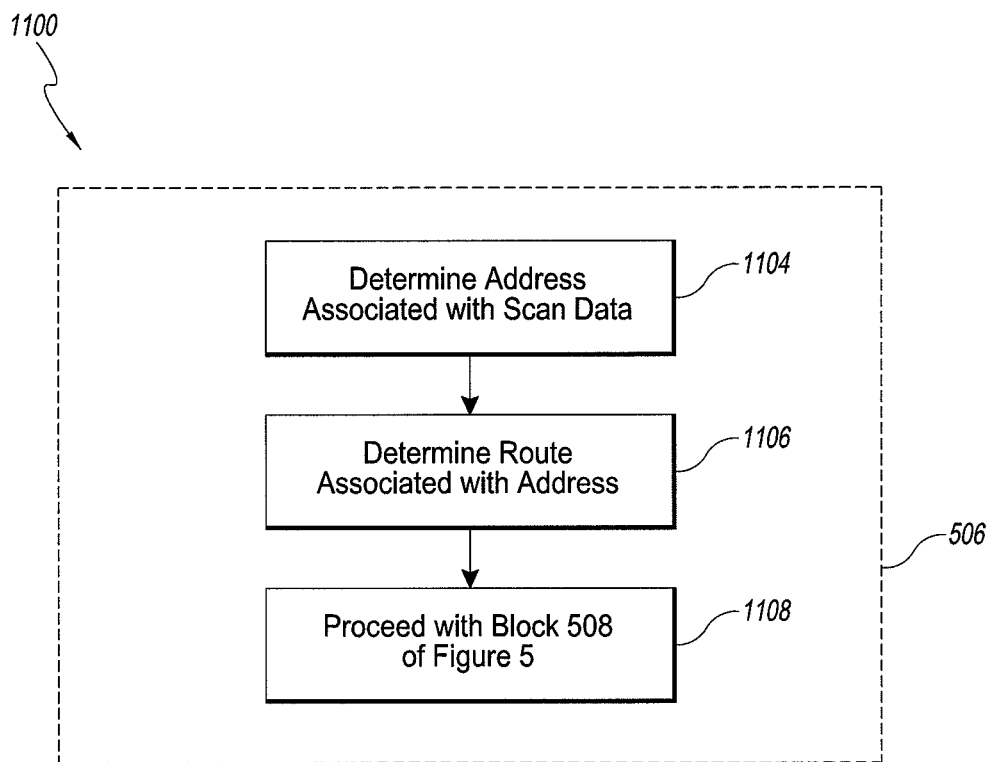 1100
Determine Address
Associated with Scan Data
1104
Determine Route
Associated with Address
1106
506
Proceed with Block 508
of Figure 5
1108